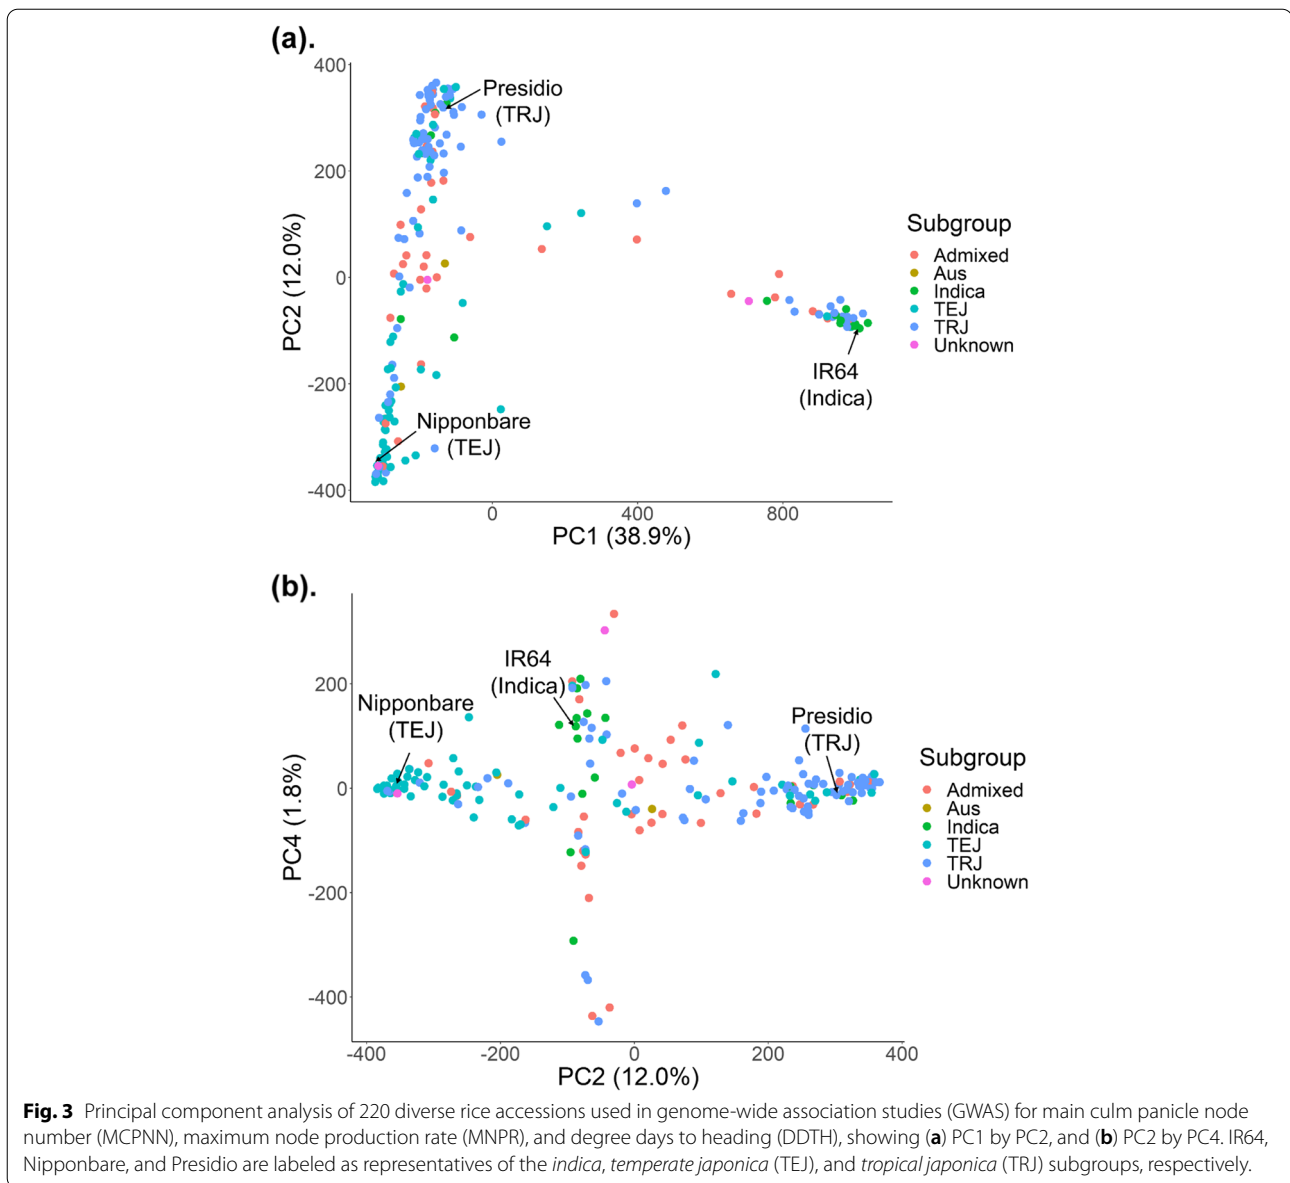 (a).
400
200
0
-200
-400
PC2 (12.0%)
Presidio
(TRJ)
Nipponbare
(TEJ)
IR64
(Indica)
0
400
800
PC1 (38.9%)
Subgroup
Admixed
Aus
Indica
TEJ
TRJ
Unknown
(b).
200
0
-200
-400
PC4 (1.8%)
Nipponbare
(TEJ)
IR64
(Indica)
Presidio
(TRJ)
-400
-200
0
200
400
PC2 (12.0%)
Subgroup
Admixed
Aus
Indica
TEJ
TRJ
Unknown
Fig. 3 Principal component analysis of 220 diverse rice accessions used in genome-wide association studies (GWAS) for main culm panicle node
number (MCPNN), maximum node production rate (MNPR), and degree days to heading (DDTH), showing (a) PC1 by PC2, and (b) PC2 by PC4. IR64,
Nipponbare, and Presidio are labeled as representatives of the indica, temperate japonica (TEJ), and tropical japonica (TRJ) subgroups, respectively.